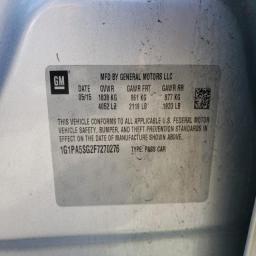 GM
MFD BY GENERAL MOTORS LLC
DATE GVWR GAWR FRT GAWR RR
05/15 1838 KG 961 KG 877 KG
4052 LB 2119 LB 1933 LB
THIS VEHICLE CONFORMS TO ALL APPLICABLE U.S. FEDERAL MOTOR
VEHICLE SAFETY, BUMPER, AND THEFT PREVENTION STANDARDS IN
EFFECT ON THE DATE OF MANUFACTURE SHOWN ABOVE.
1G1PA5SG2F7270276 TYPE: PASS CAR